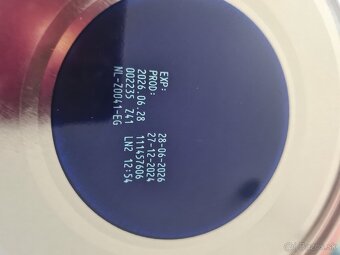 EXP: 28-06-2026
PROD: 27-12-2024
2026.06.28 111457606
002235 Z41 LN2 12:54
NL-Z0041-EG